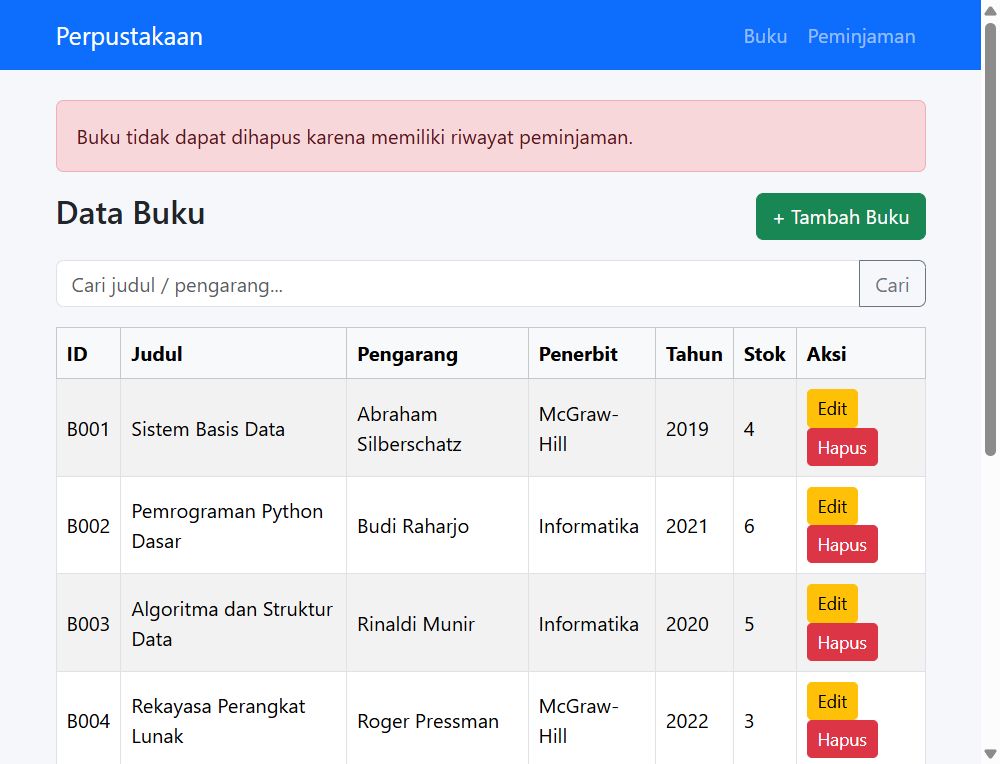 Perpustakaan
Buku Peminjaman
Buku tidak dapat dihapus karena memiliki riwayat peminjaman.
Data Buku
+ Tambah Buku
Cari judul / pengarang...
Cari
ID Judul Pengarang Penerbit Tahun Stok Aksi
B001 Sistem Basis Data Abraham Silberschatz McGraw-Hill 2019 4 Edit Hapus
B002 Pemrograman Python Dasar Budi Raharjo Informatika 2021 6 Edit Hapus
B003 Algoritma dan Struktur Data Rinaldi Munir Informatika 2020 5 Edit Hapus
B004 Rekayasa Perangkat Lunak Roger Pressman McGraw-Hill 2022 3 Edit Hapus